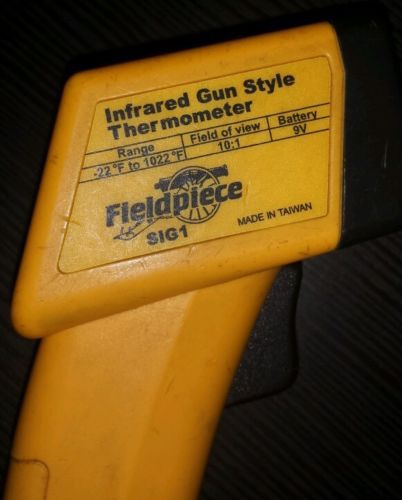 Infrared Gun Style
Thermometer
Range Field of view Battery
-22°F to 1022°F 10:1 9V
Fieldpiece
SIG1
MADE IN TAIWAN